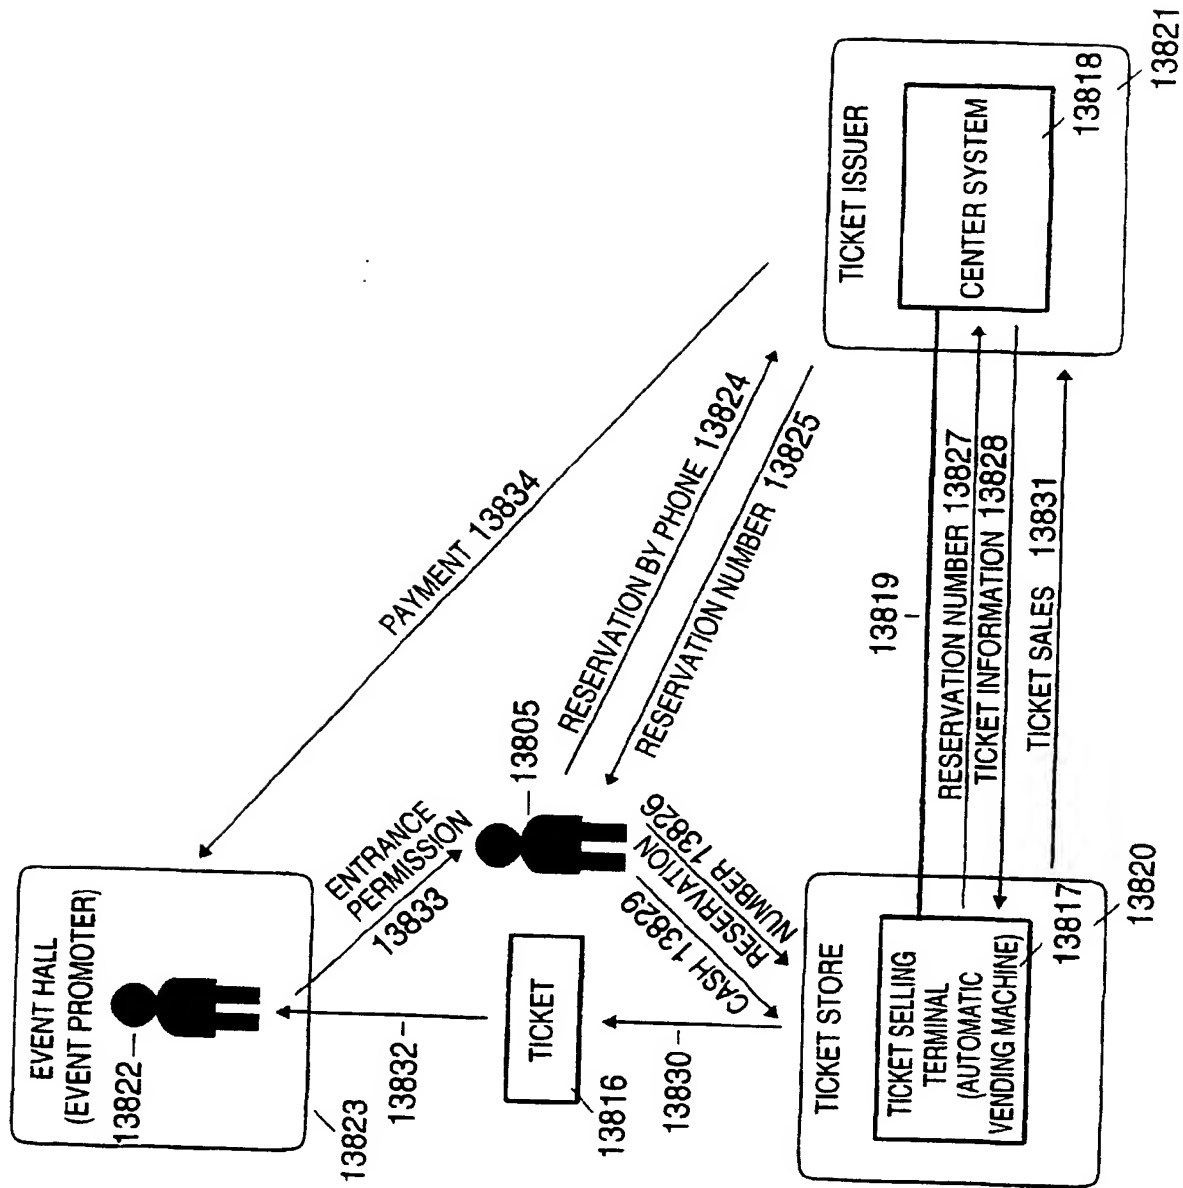 EVENT HALL
(EVENT PROMOTER)
13822
13823
PAYMENT 13834
ENTRANCE
PERMISSION
13833
13832
13805
TICKET
13816
13830
RESERVATION BY PHONE 13824
RESERVATION NUMBER 13825
RESERVATION
NUMBER 13826
CASH 13829
TICKET STORE
TICKET SELLING
TERMINAL
(AUTOMATIC
VENDING MACHINE)
13817
13820
13819
RESERVATION NUMBER 13827
TICKET INFORMATION 13828
TICKET SALES 13831
TICKET ISSUER
CENTER SYSTEM
13818
13821